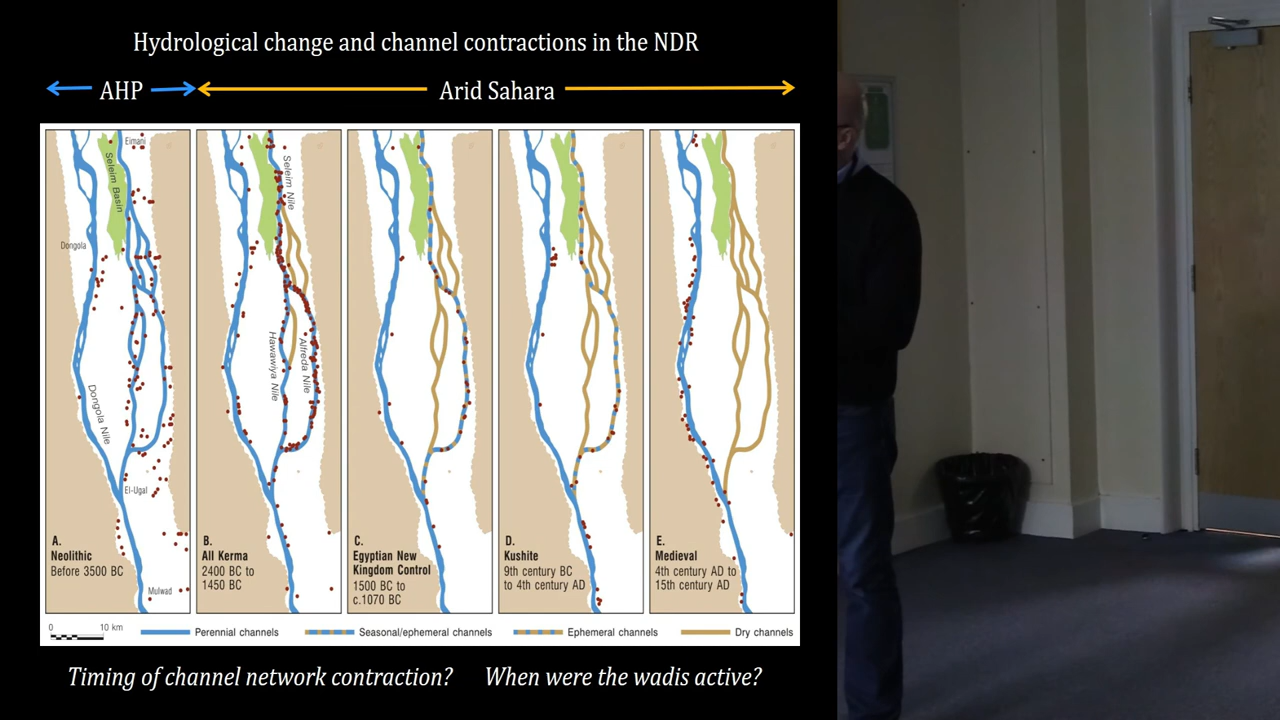 Hydrological change and channel contractions in the NDR
AHP
Arid Sahara
Eimani
Seleim Basin
Dongola
Dongola Nile
El-Ugal
A.
Neolithic
Before 3500 BC
Mulwad
Seleim Nile
Hawawiya Nile
Alfreda Nile
B.
All Kerma
2400 BC to
1450 BC
C.
Egyptian New
Kingdom Control
1500 BC to
c.1070 BC
D.
Kushite
9th century BC
to 4th century AD
E.
Medieval
4th century AD to
15th century AD
0 10 km
Perennial channels
Seasonal/ephemeral channels
Ephemeral channels
Dry channels
Timing of channel network contraction? When were the wadis active?